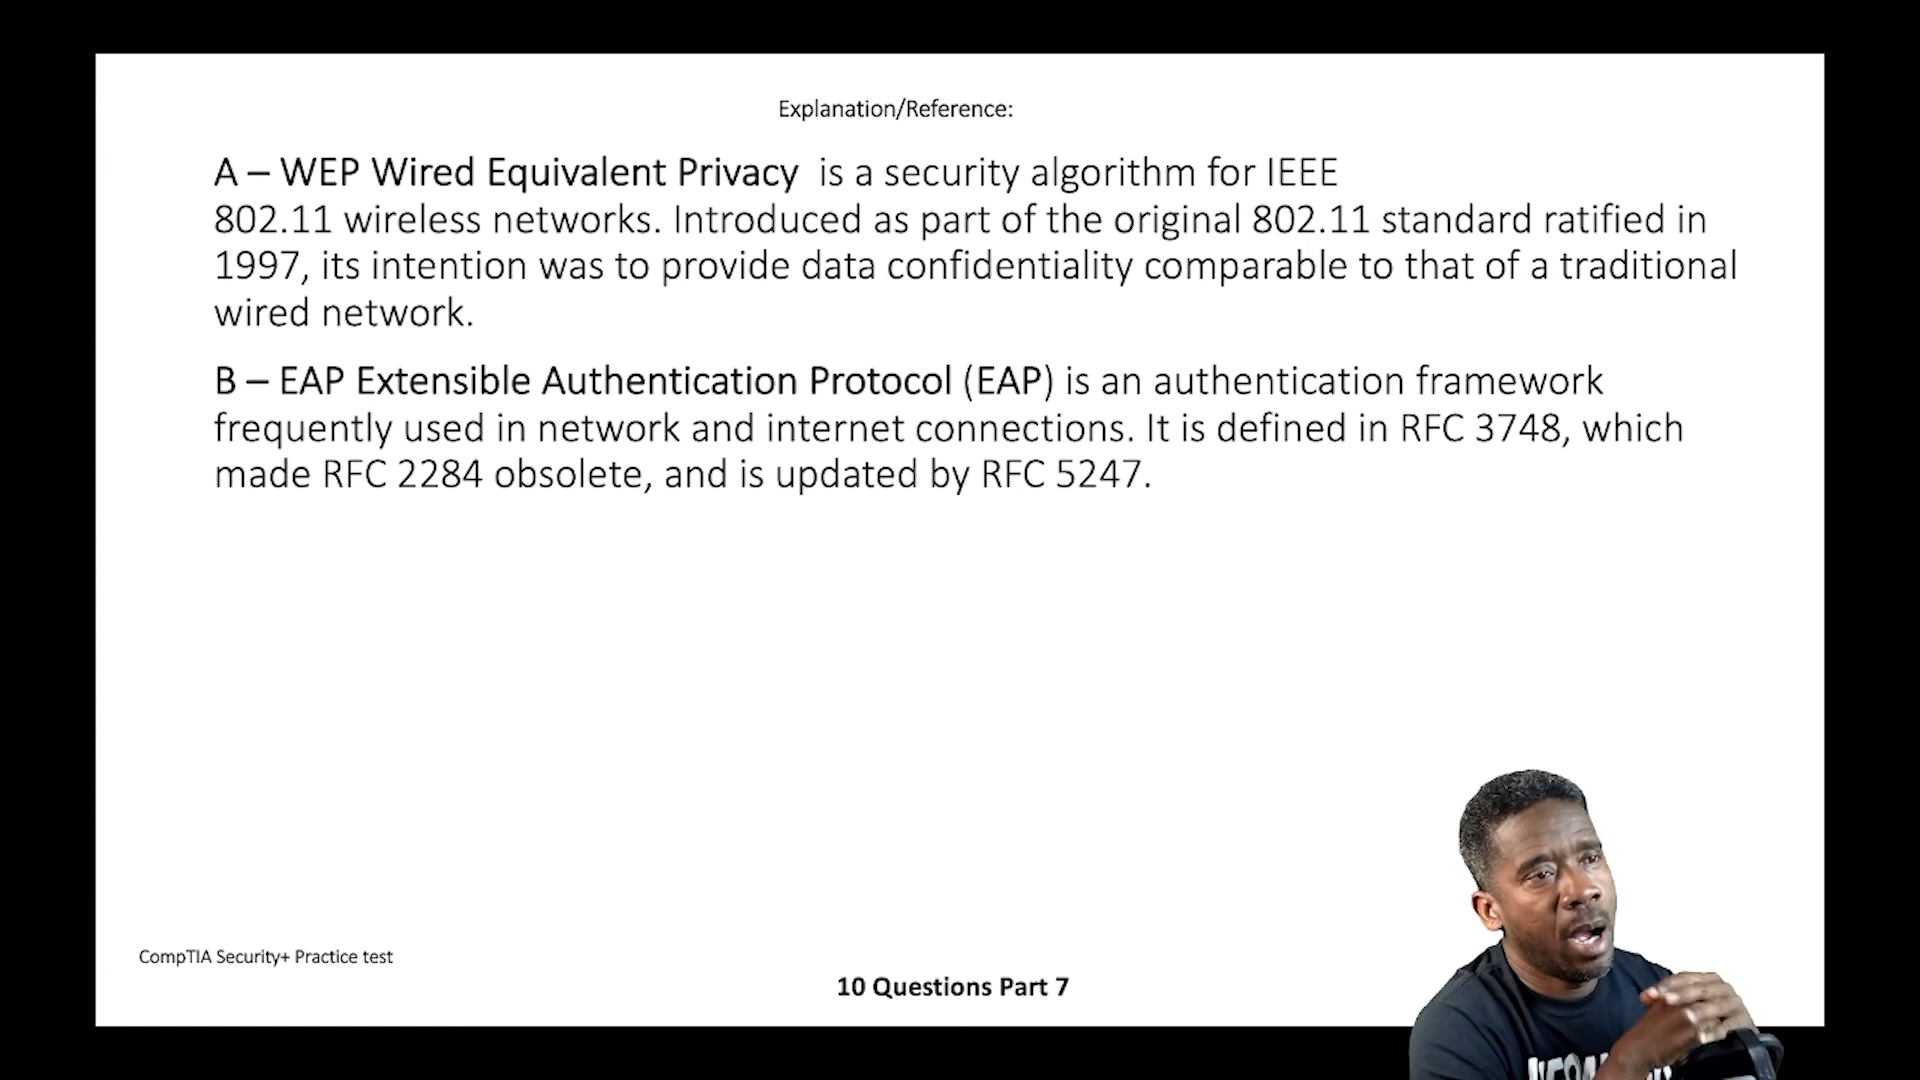 Explanation/Reference:
A – WEP Wired Equivalent Privacy is a security algorithm for IEEE
802.11 wireless networks. Introduced as part of the original 802.11 standard ratified in
1997, its intention was to provide data confidentiality comparable to that of a traditional
wired network.
B – EAP Extensible Authentication Protocol (EAP) is an authentication framework
frequently used in network and internet connections. It is defined in RFC 3748, which
made RFC 2284 obsolete, and is updated by RFC 5247.
CompTIA Security+ Practice test
10 Questions Part 7